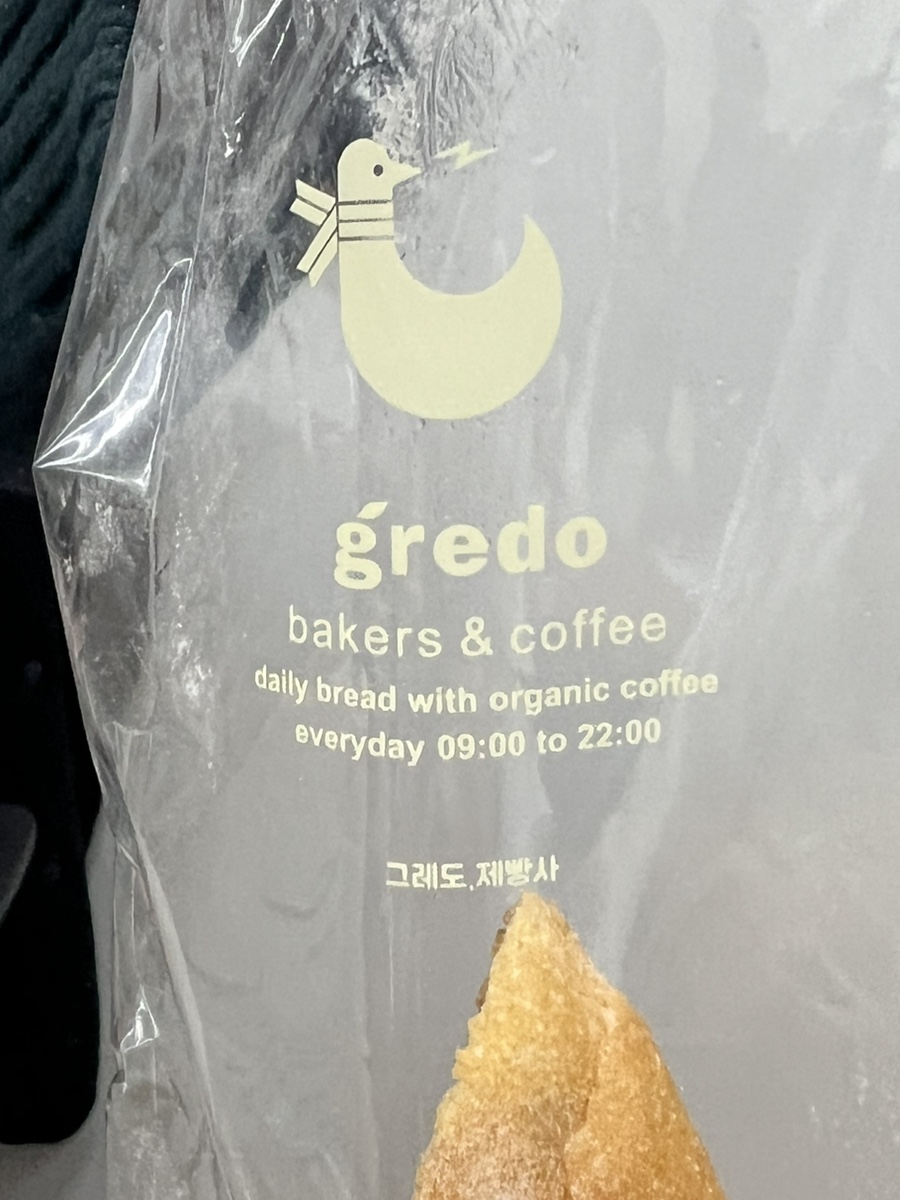 gredo
bakers & coffee
daily bread with organic coffee
everyday 09:00 to 22:00
그레도,제빵사